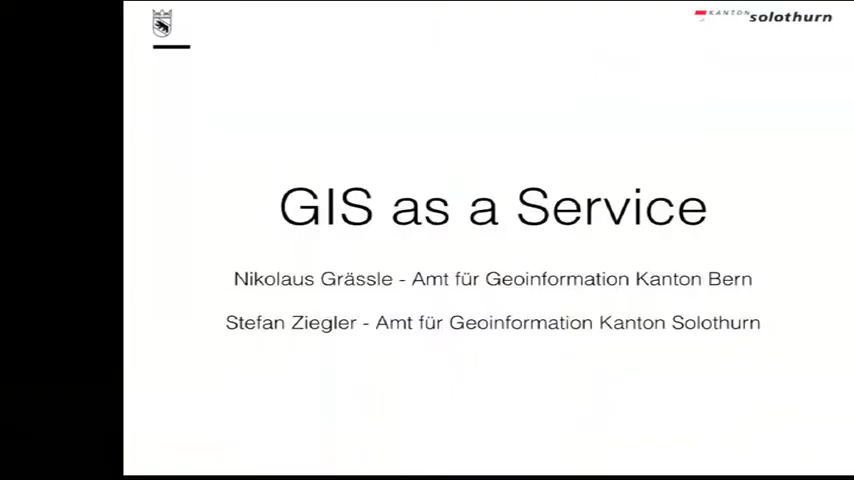 KANTON solothurn
GIS as a Service
Nikolaus Grässle - Amt für Geoinformation Kanton Bern
Stefan Ziegler - Amt für Geoinformation Kanton Solothurn